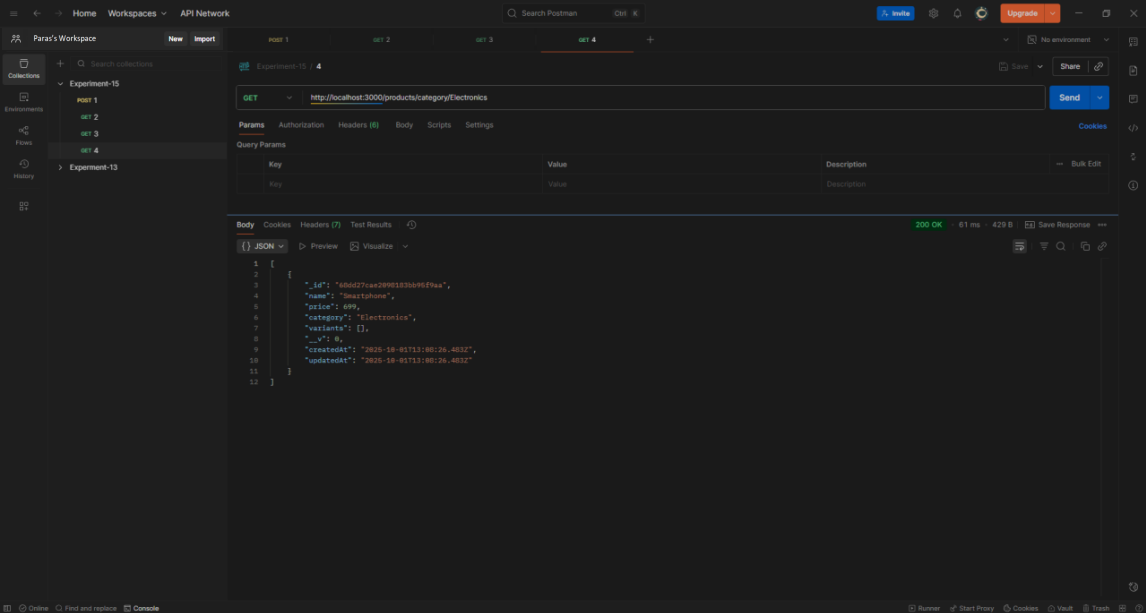 Home Workspaces API Network Search Postman Ctrl K Invite Upgrade
Paras's Workspace New Import POST 1 GET 2 GET 3 GET 4 No environment
Collections
Environments
Flows
History
Search collections
Experiment-15
POST 1
GET 2
GET 3
GET 4
Experment-13
Experiment-15 / 4 Save Share
GET http://localhost:3000/products/category/Electronics Send
Params Authorization Headers (6) Body Scripts Settings Cookies
Query Params
Key Value Description Bulk Edit
Key Value Description
Body Cookies Headers (7) Test Results 200 OK 61 ms 429 B Save Response
{} JSON Preview Visualize
1 [
2 {
3 "_id":
4 "name": "Smartphone",
5 "price": 699,
6 "category": "Electronics",
7 "variants": [],
8 "__v": 0,
9 "createdAt": "2025-10-01T13:08:26.483Z",
10 "updatedAt": "2025-10-01T13:08:26.483Z"
11 }
12 ]
Online Find and replace Console Runner Start Proxy Cookies Vault Trash